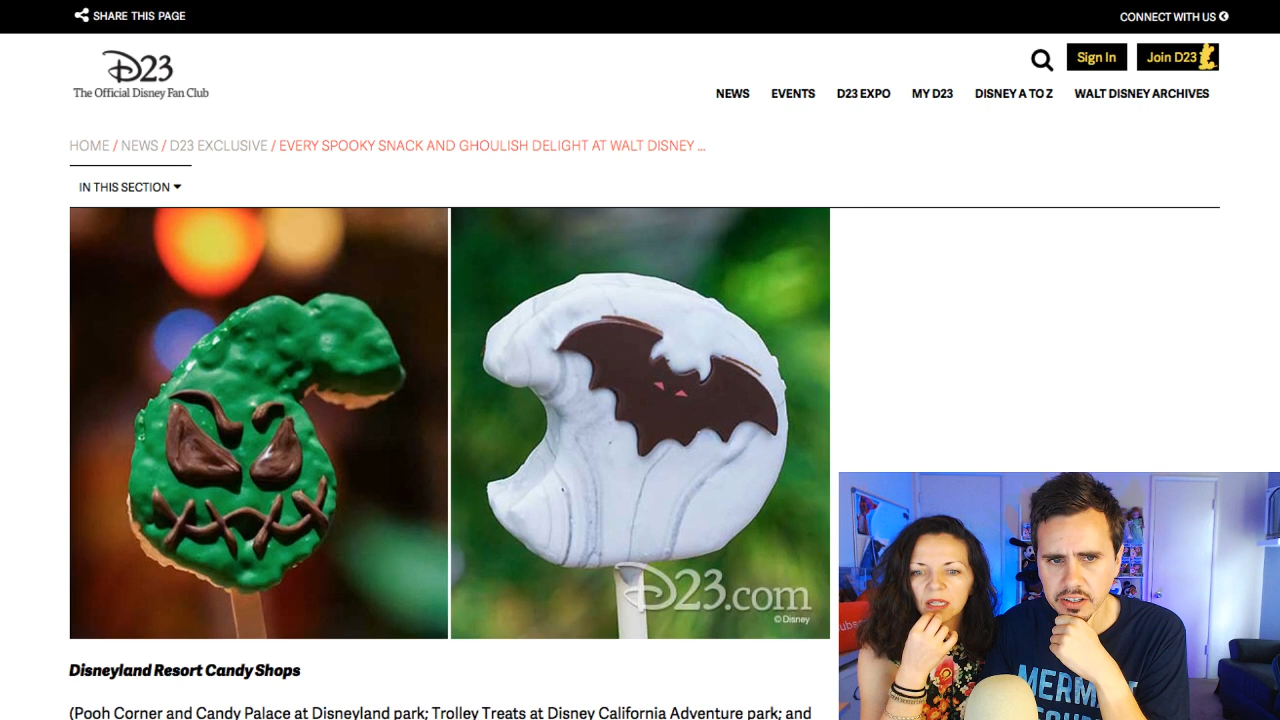 SHARE THIS PAGE
CONNECT WITH US
D23
The Official Disney Fan Club
Sign In
Join D23
NEWS EVENTS D23 EXPO MY D23 DISNEY A TO Z WALT DISNEY ARCHIVES
HOME / NEWS / D23 EXCLUSIVE / EVERY SPOOKY SNACK AND GHOULISH DELIGHT AT WALT DISNEY ...
IN THIS SECTION
D23.com
© Disney
Disneyland Resort Candy Shops
(Pooh Corner and Candy Palace at Disneyland park; Trolley Treats at Disney California Adventure park; and